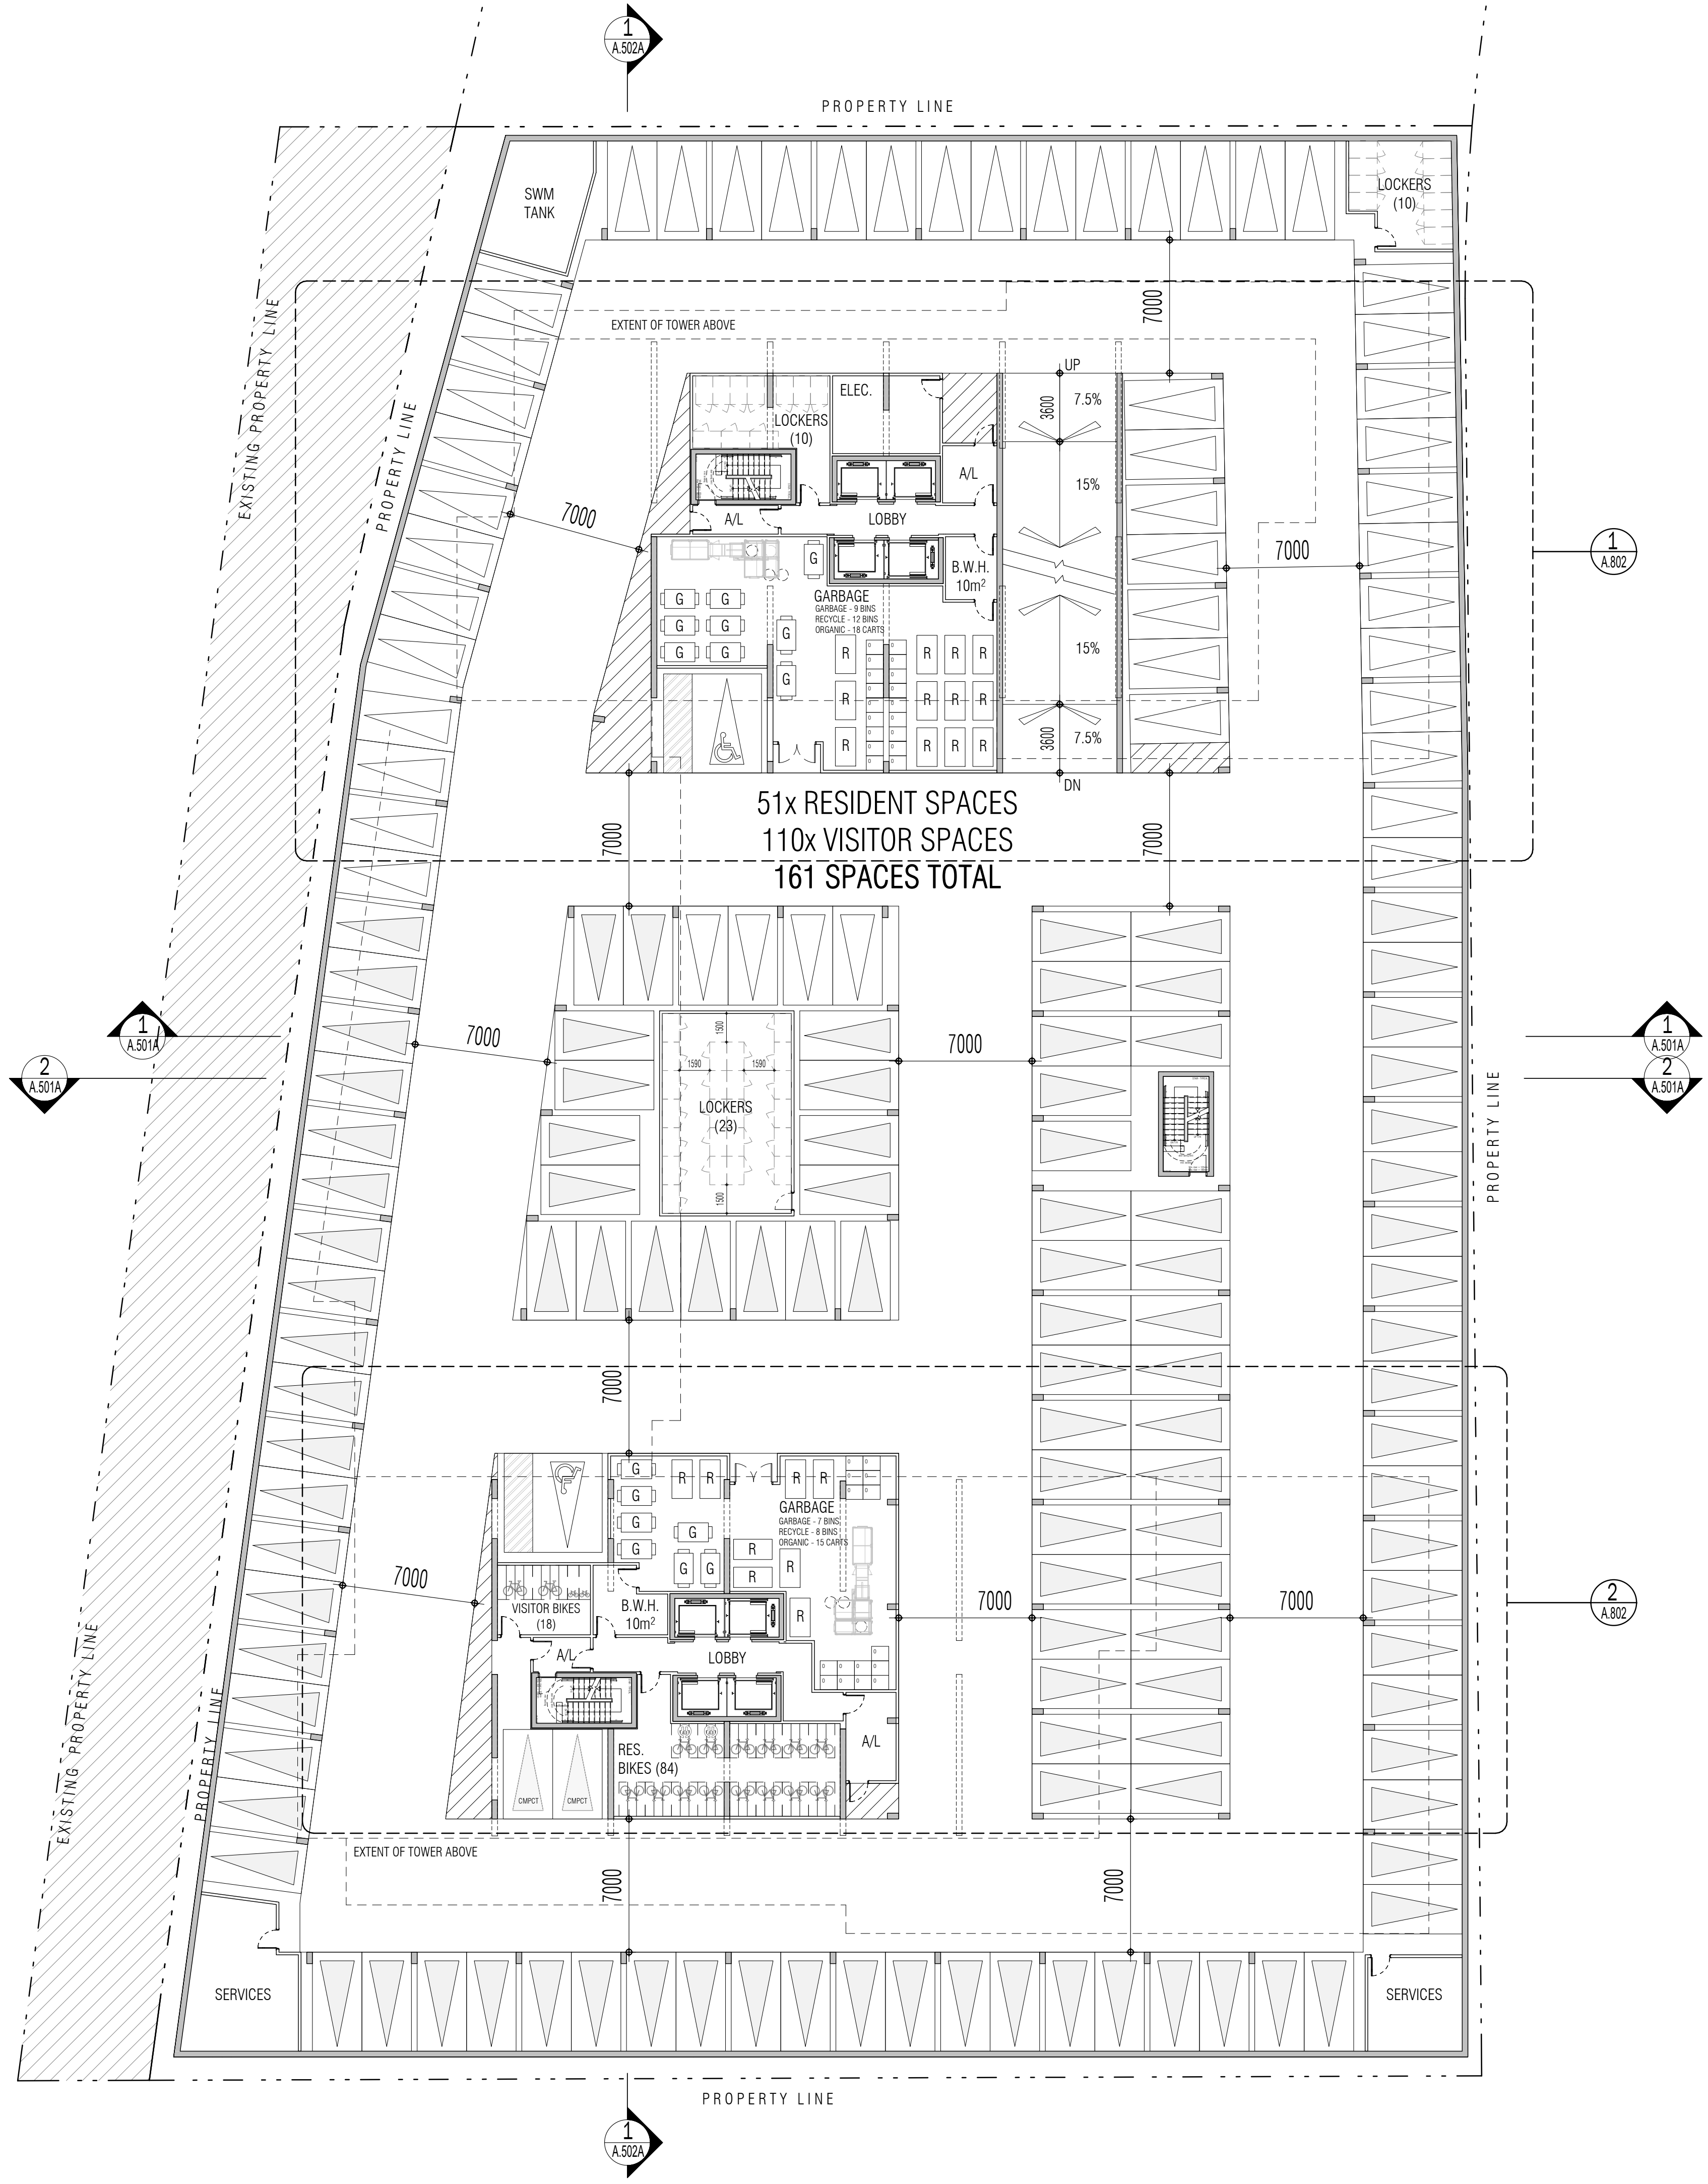 1
A.502A
PROPERTY LINE
SWM
TANK
LOCKERS
(10)
EXISTING PROPERTY LINE
PROPERTY LINE
EXTENT OF TOWER ABOVE
7000
UP
3600
7.5%
ELEC.
LOCKERS
(10)
A/L
15%
7000
A/L
LOBBY
7000
1
A.802
G
B.W.H.
10m²
GARBAGE
GARBAGE - 9 BINS
RECYCLE - 12 BINS
ORGANIC - 18 CARTS
G G
G G
G G
G
G
R R R R
R R R R
R R R R
15%
3600
7.5%
DN
51x RESIDENT SPACES
110x VISITOR SPACES
161 SPACES TOTAL
7000
7000
1
A.501A
2
A.501A
7000
1500
1590
1590
LOCKERS
(23)
1500
7000
1
A.501A
2
A.501A
PROPERTY LINE
7000
G
G
G
G
G
G G
R R
R R
R
R
R
R
GARBAGE
GARBAGE - 7 BINS
RECYCLE - 8 BINS
ORGANIC - 15 CARTS
7000
VISITOR BIKES
(18)
B.W.H.
10m²
7000
7000
2
A.802
A/L
LOBBY
A/L
RES.
BIKES (84)
CMPCT
CMPCT
EXISTING PROPERTY LINE
PROPERTY LINE
EXTENT OF TOWER ABOVE
7000
7000
SERVICES
SERVICES
PROPERTY LINE
1
A.502A